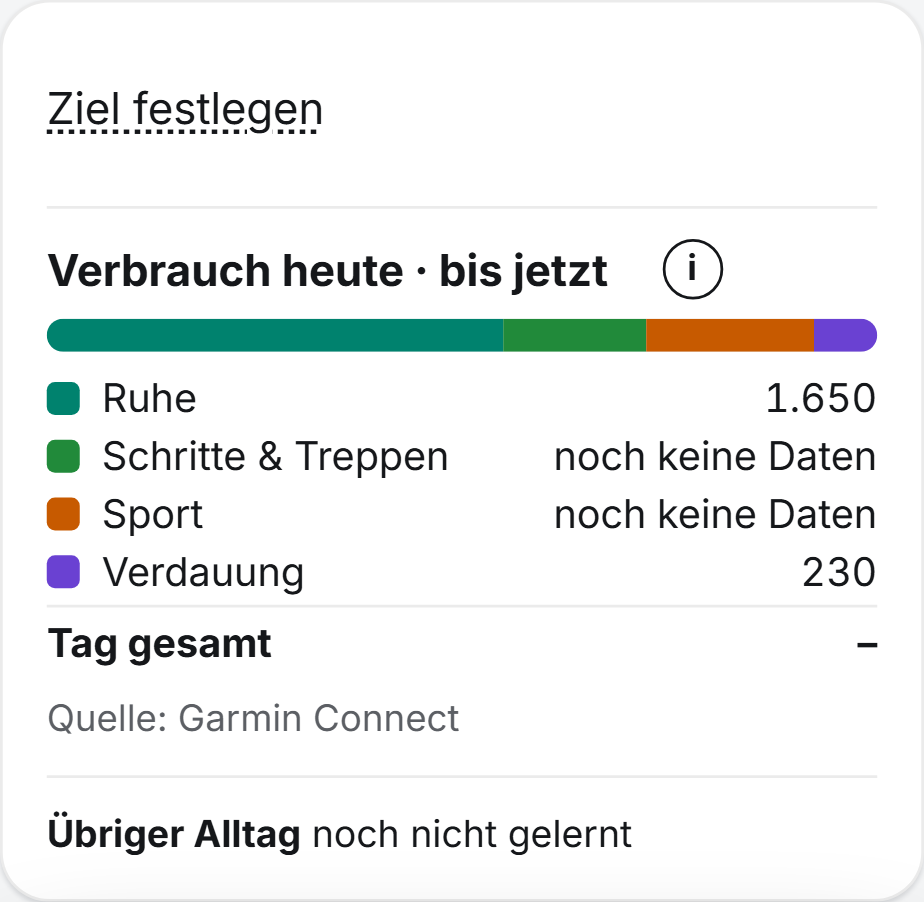 Ziel festlegen
Verbrauch heute · bis jetzt i
Ruhe 1.650
Schritte & Treppen noch keine Daten
Sport noch keine Daten
Verdauung 230
Tag gesamt –
Quelle: Garmin Connect
Übriger Alltag noch nicht gelernt